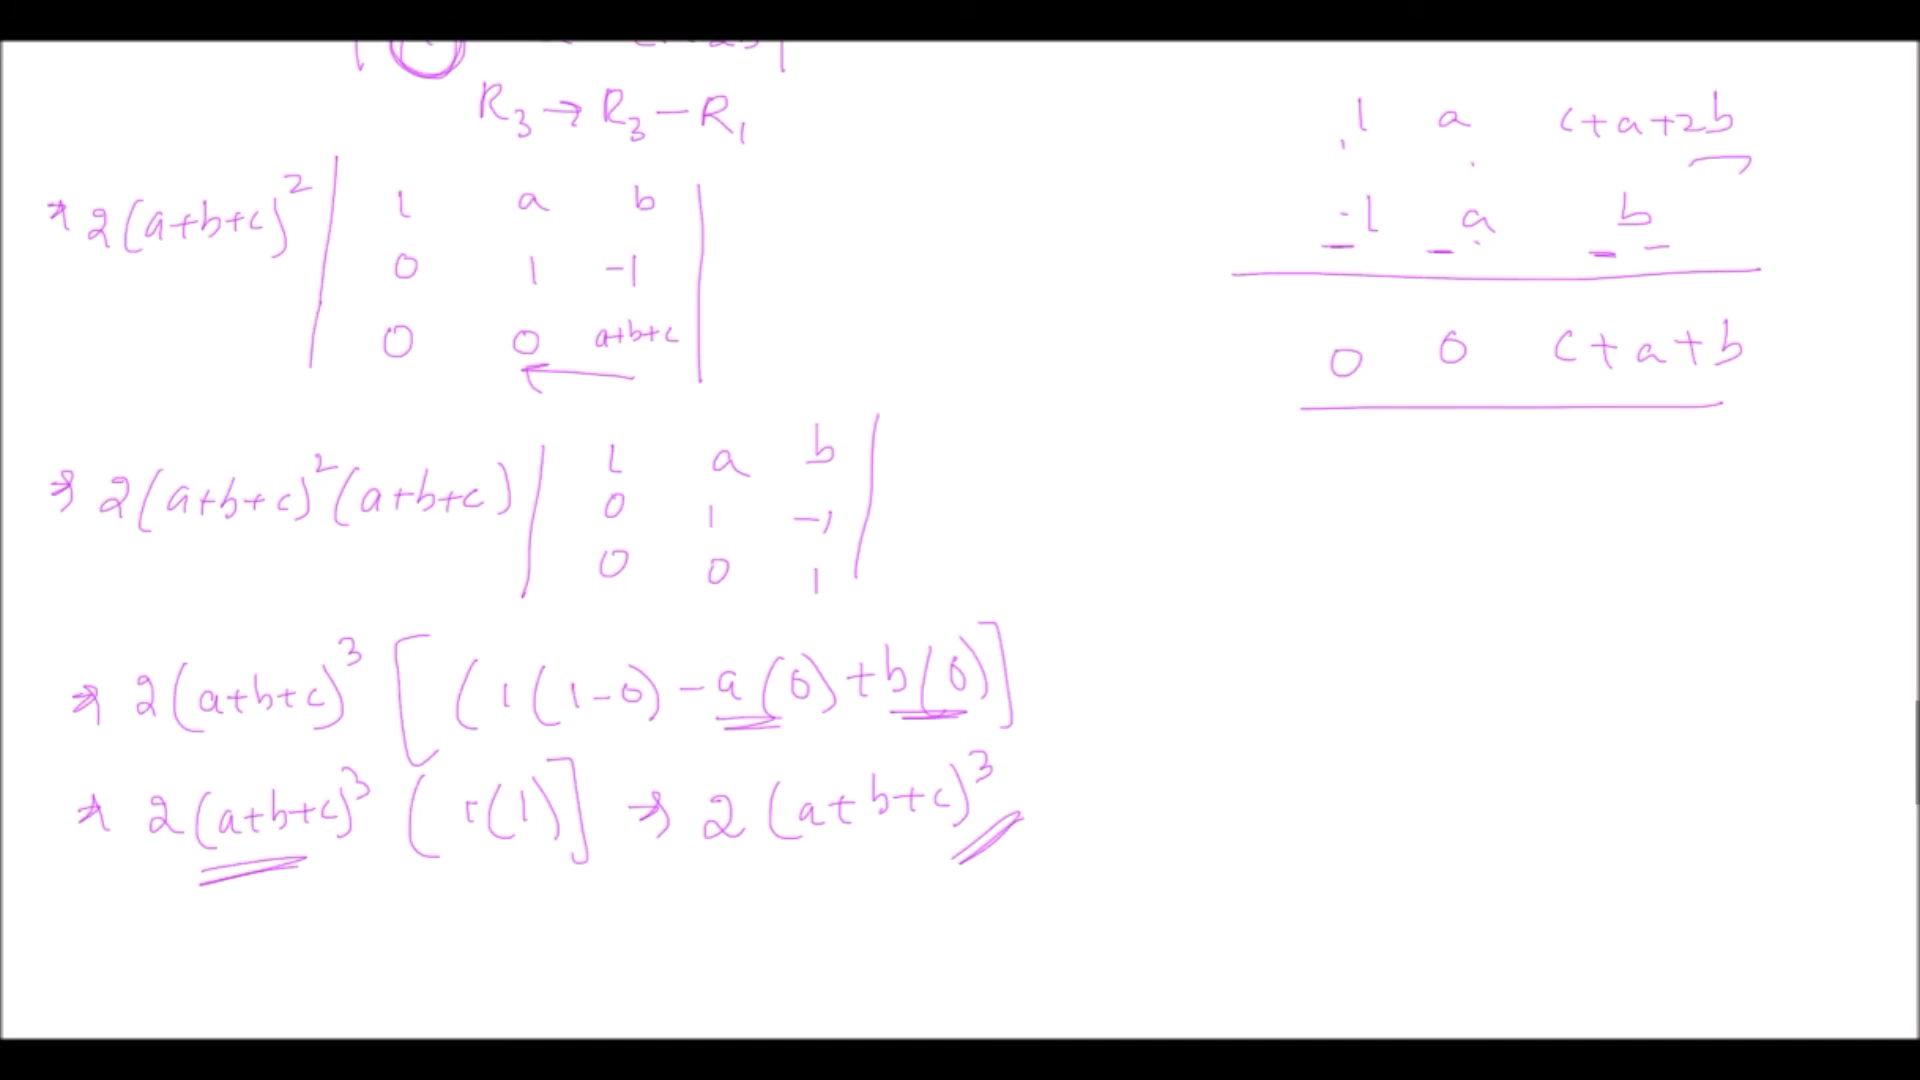 R₃ → R₃ - R₁
⇒ 2(a+b+c)² | 1 a b
0 1 -1
0 0 a+b+c |
⇒ 2(a+b+c)²(a+b+c) | 1 a b
0 1 -1
0 0 1 |
⇒ 2(a+b+c)³ [(1(1-0) - a(0) + b(0)]
⇒ 2(a+b+c)³ (1(1)] ⇒ 2(a+b+c)³
1 a c+a+2b
-1 a b
- - - -
0 0 c+a+b